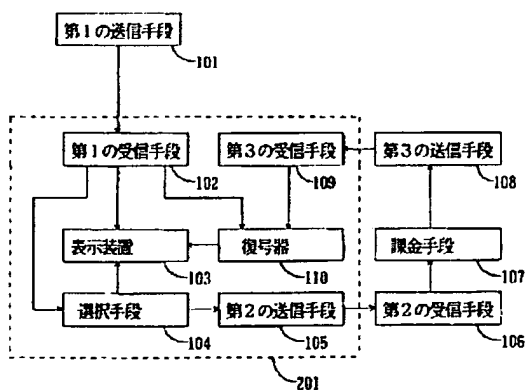 第1の送信手段
101
第1の受信手段
102
第3の受信手段
109
第3の送信手段
108
表示装置
103
復号器
110
課金手段
107
選択手段
104
第2の送信手段
105
第2の受信手段
106
201